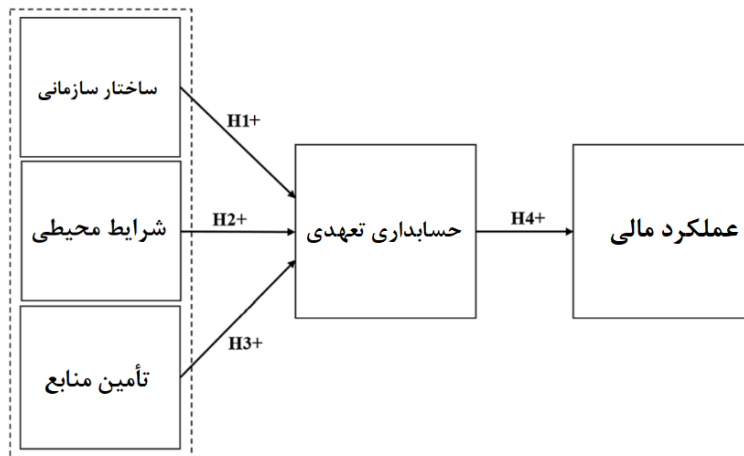 ساختار سازمانی
H1+
شرایط محیطی
H2+
حسابداری تعهدی
H4+
عملکرد مالی
H3+
تأمین منابع